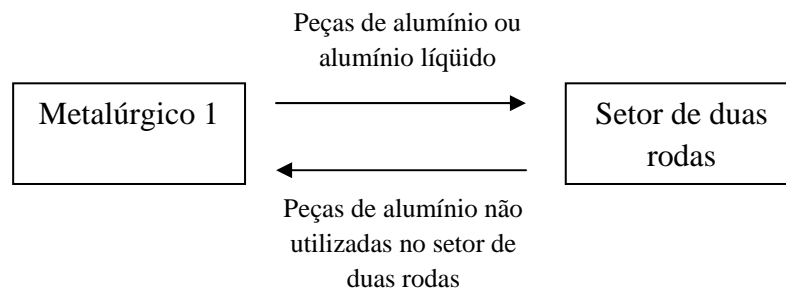 Peças de alumínio ou
alumínio líqüido
Metalúrgico 1
Setor de duas
rodas
Peças de alumínio não
utilizadas no setor de
duas rodas